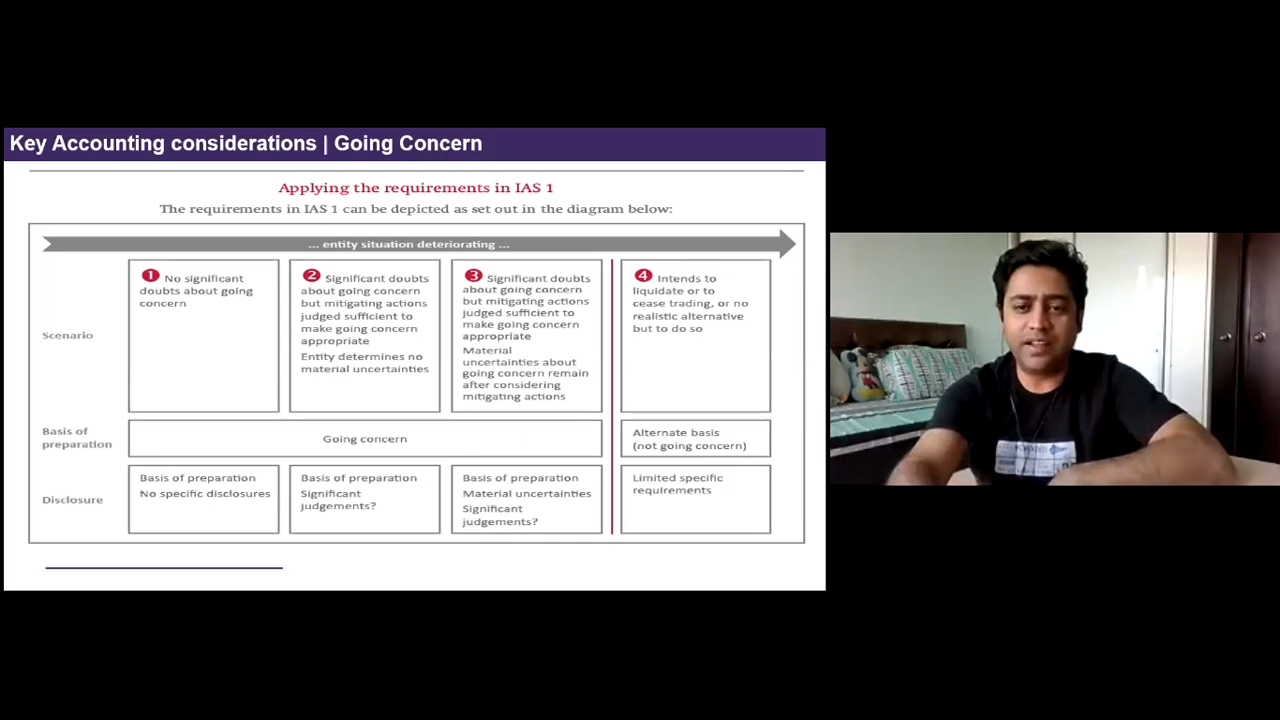 Key Accounting considerations | Going Concern
Applying the requirements in IAS 1
The requirements in IAS 1 can be depicted as set out in the diagram below:
... entity situation deteriorating ...
Scenario
1 No significant
doubts about going
concern
2 Significant doubts
about going concern
but mitigating actions
judged sufficient to
make going concern
appropriate
Entity determines no
material uncertainties
3 Significant doubts
about going concern
but mitigating actions
judged sufficient to
make going concern
appropriate
Material
uncertainties about
going concern remain
after considering
mitigating actions
4 Intends to
liquidate or to
cease trading, or no
realistic alternative
but to do so
Basis of
preparation
Going concern
Alternate basis
(not going concern)
Disclosure
Basis of preparation
No specific disclosures
Basis of preparation
Significant
judgements?
Basis of preparation
Material uncertainties
Significant
judgements?
Limited specific
requirements